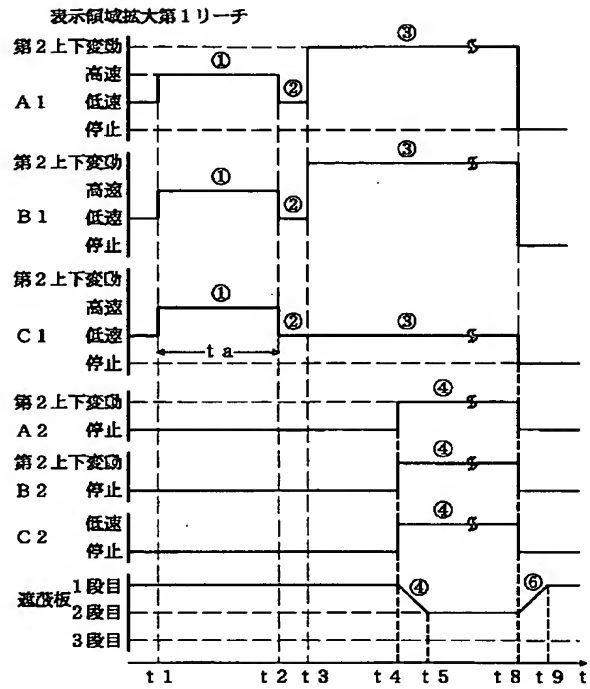 表示領域拡大第1リーチ
第2上下変動 ③
高速 ①
A1 低速 ②
停止
第2上下変動 ③
高速 ①
B1 低速 ②
停止
第2上下変動
高速 ①
C1 低速 ② ③
ta
停止
第2上下変動 ④
A2 停止
第2上下変動 ④
B2 停止
低速 ④
C2 停止
遮蔽板 1段目 ④ ⑥
2段目
3段目
t1 t2 t3 t4 t5 t8 t9 t